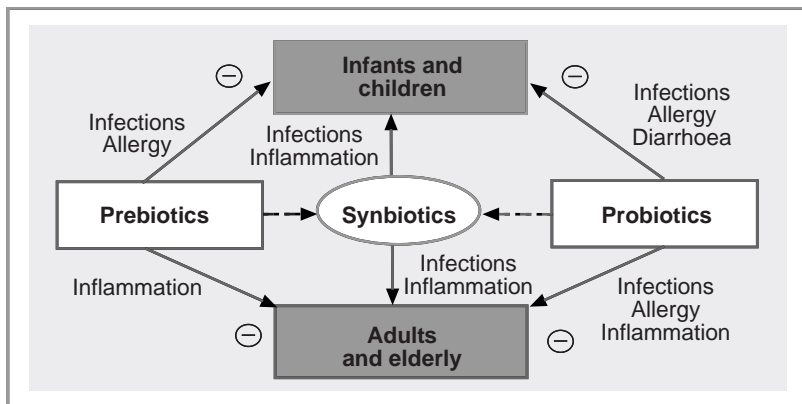 Infants and
children
Infections
Allergy
Infections
Inflammation
Infections
Allergy
Diarrhoea
Prebiotics
Synbiotics
Probiotics
Inflammation
Infections
Inflammation
Infections
Allergy
Inflammation
Adults
and elderly